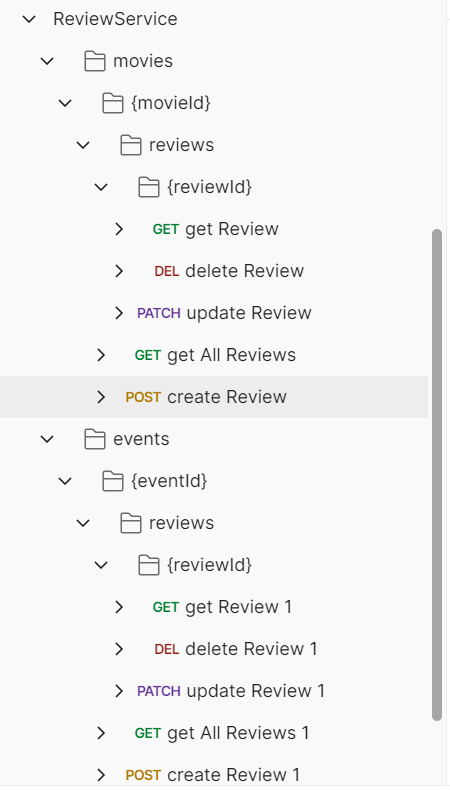 ReviewService
movies
{movieId}
reviews
{reviewId}
GET get Review
DEL delete Review
PATCH update Review
GET get All Reviews
POST create Review
events
{eventId}
reviews
{reviewId}
GET get Review 1
DEL delete Review 1
PATCH update Review 1
GET get All Reviews 1
POST create Review 1